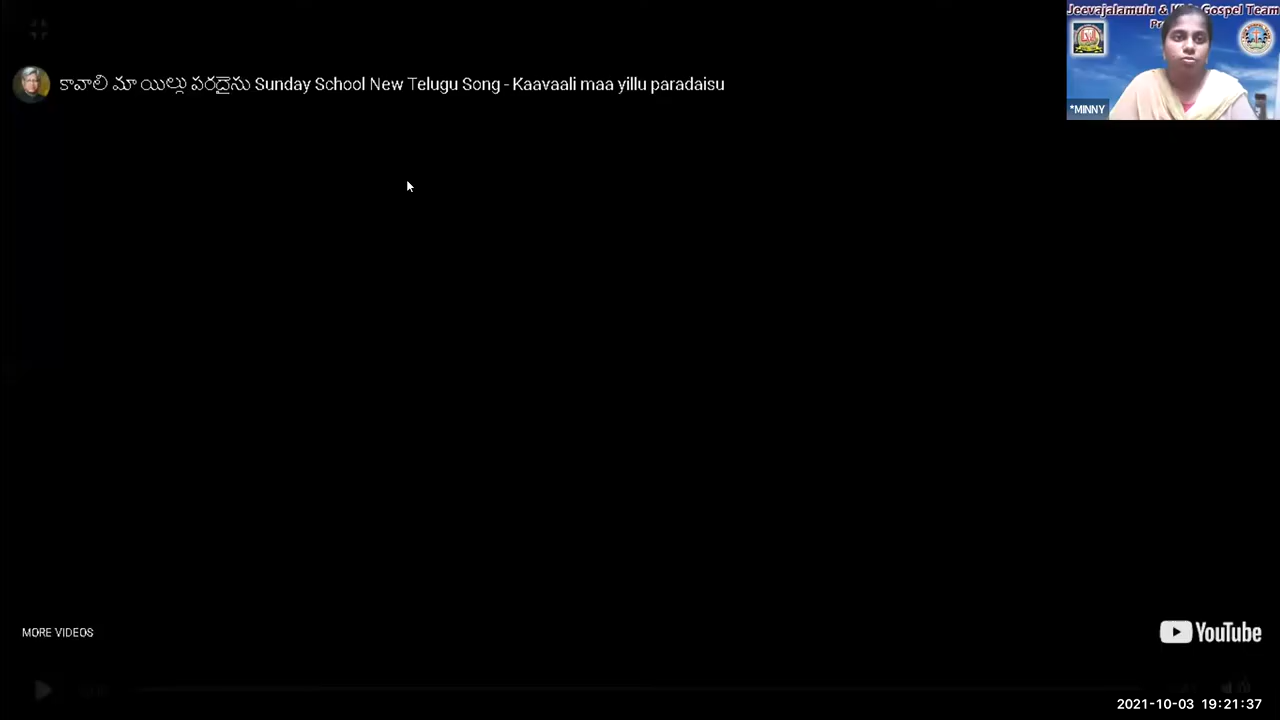 Jeevajalamulu & Kids Gospel Team
కావాలి మా యిల్లు పరదైసు Sunday School New Telugu Song - Kaavaali maa yillu paradaisu
*MINNY
MORE VIDEOS
YouTube
2021-10-03 19:21:37